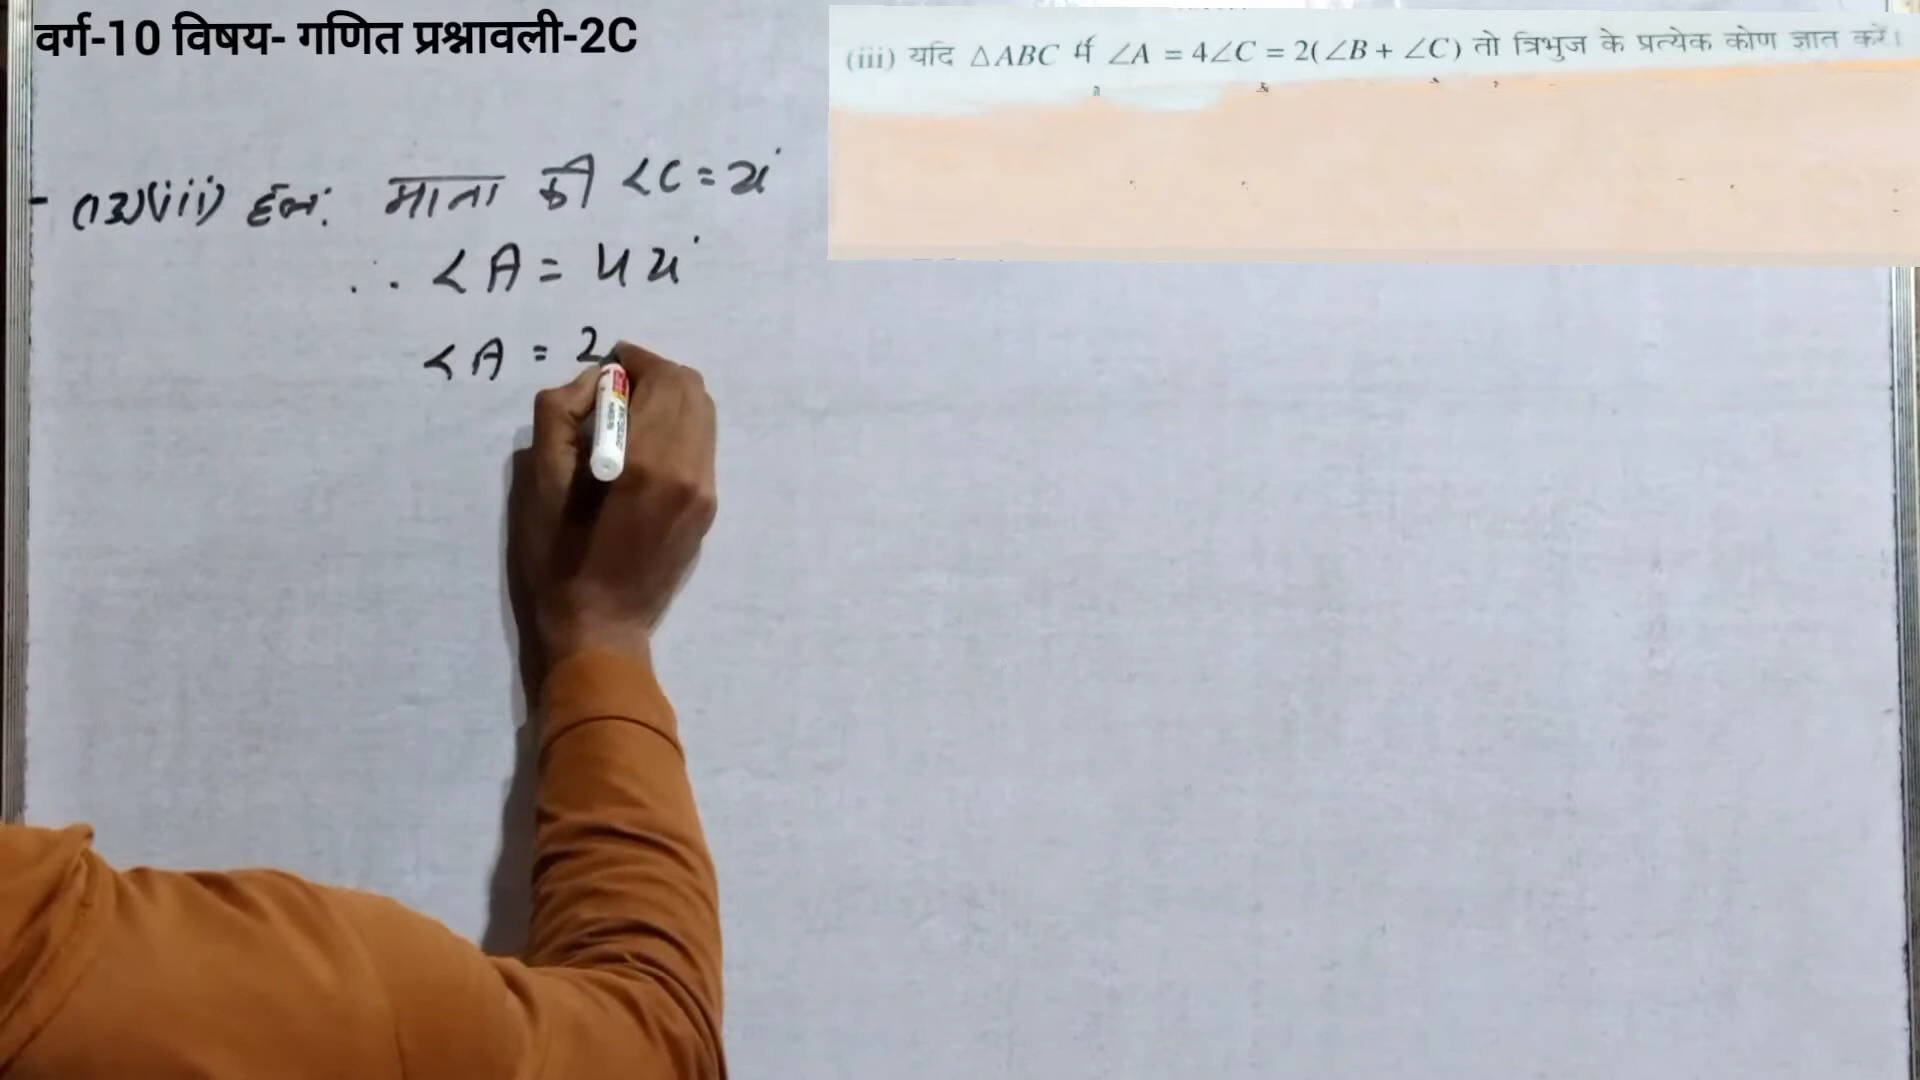 वर्ग-10 विषय- गणित प्रश्नावली-2C
(iii) यदि △ABC में ∠A = 4∠C = 2(∠B + ∠C) तो त्रिभुज के प्रत्येक कोण ज्ञात करें।
(13)(iii) हल: माना की ∠C = x°
∴ ∠A = 4x°
∠A = 2